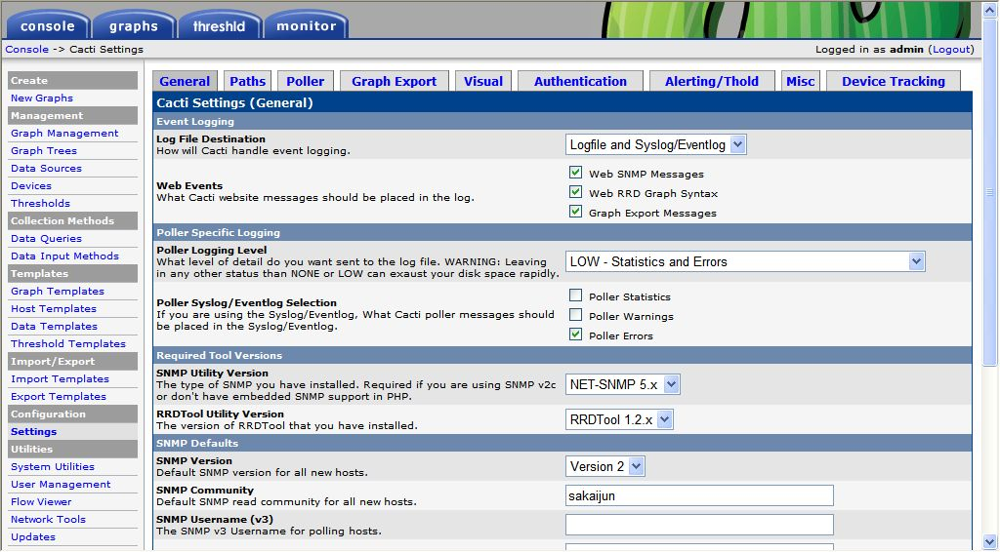 console graphs threshld monitor
Console -> Cacti Settings Logged in as admin (Logout)
Create
New Graphs
Management
Graph Management
Graph Trees
Data Sources
Devices
Thresholds
Collection Methods
Data Queries
Data Input Methods
Templates
Graph Templates
Host Templates
Data Templates
Threshold Templates
Import/Export
Import Templates
Export Templates
Configuration
Settings
Utilities
System Utilities
User Management
Flow Viewer
Network Tools
Updates
General Paths Poller Graph Export Visual Authentication Alerting/Thold Misc Device Tracking
Cacti Settings (General)
Event Logging
Log File Destination
How will Cacti handle event logging.
Logfile and Syslog/Eventlog
Web Events
What Cacti website messages should be placed in the log.
Web SNMP Messages
Web RRD Graph Syntax
Graph Export Messages
Poller Specific Logging
Poller Logging Level
What level of detail do you want sent to the log file. WARNING: Leaving
in any other status than NONE or LOW can exaust your disk space rapidly.
LOW - Statistics and Errors
Poller Syslog/Eventlog Selection
If you are using the Syslog/Eventlog, What Cacti poller messages should
be placed in the Syslog/Eventlog.
Poller Statistics
Poller Warnings
Poller Errors
Required Tool Versions
SNMP Utility Version
The type of SNMP you have installed. Required if you are using SNMP v2c
or don't have embedded SNMP support in PHP.
NET-SNMP 5.x
RRDTool Utility Version
The version of RRDTool that you have installed.
RRDTool 1.2.x
SNMP Defaults
SNMP Version
Default SNMP version for all new hosts.
Version 2
SNMP Community
Default SNMP read community for all new hosts.
sakaijun
SNMP Username (v3)
The SNMP v3 Username for polling hosts.